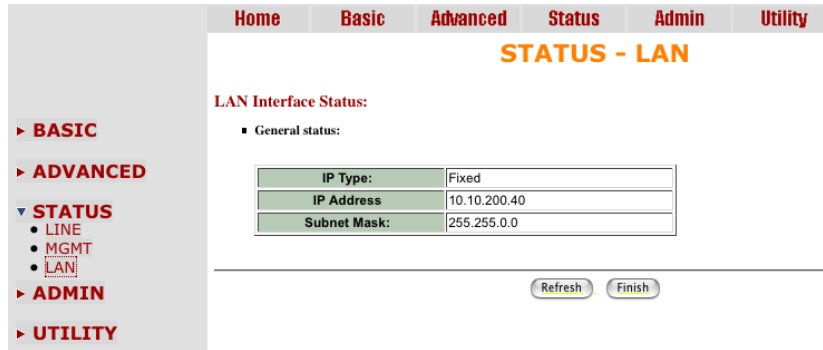 Home Basic Advanced Status Admin Utility
STATUS - LAN
LAN Interface Status:
General status:
IP Type: Fixed
IP Address 10.10.200.40
Subnet Mask: 255.255.0.0
Refresh Finish
BASIC
ADVANCED
STATUS
LINE
MGMT
LAN
ADMIN
UTILITY